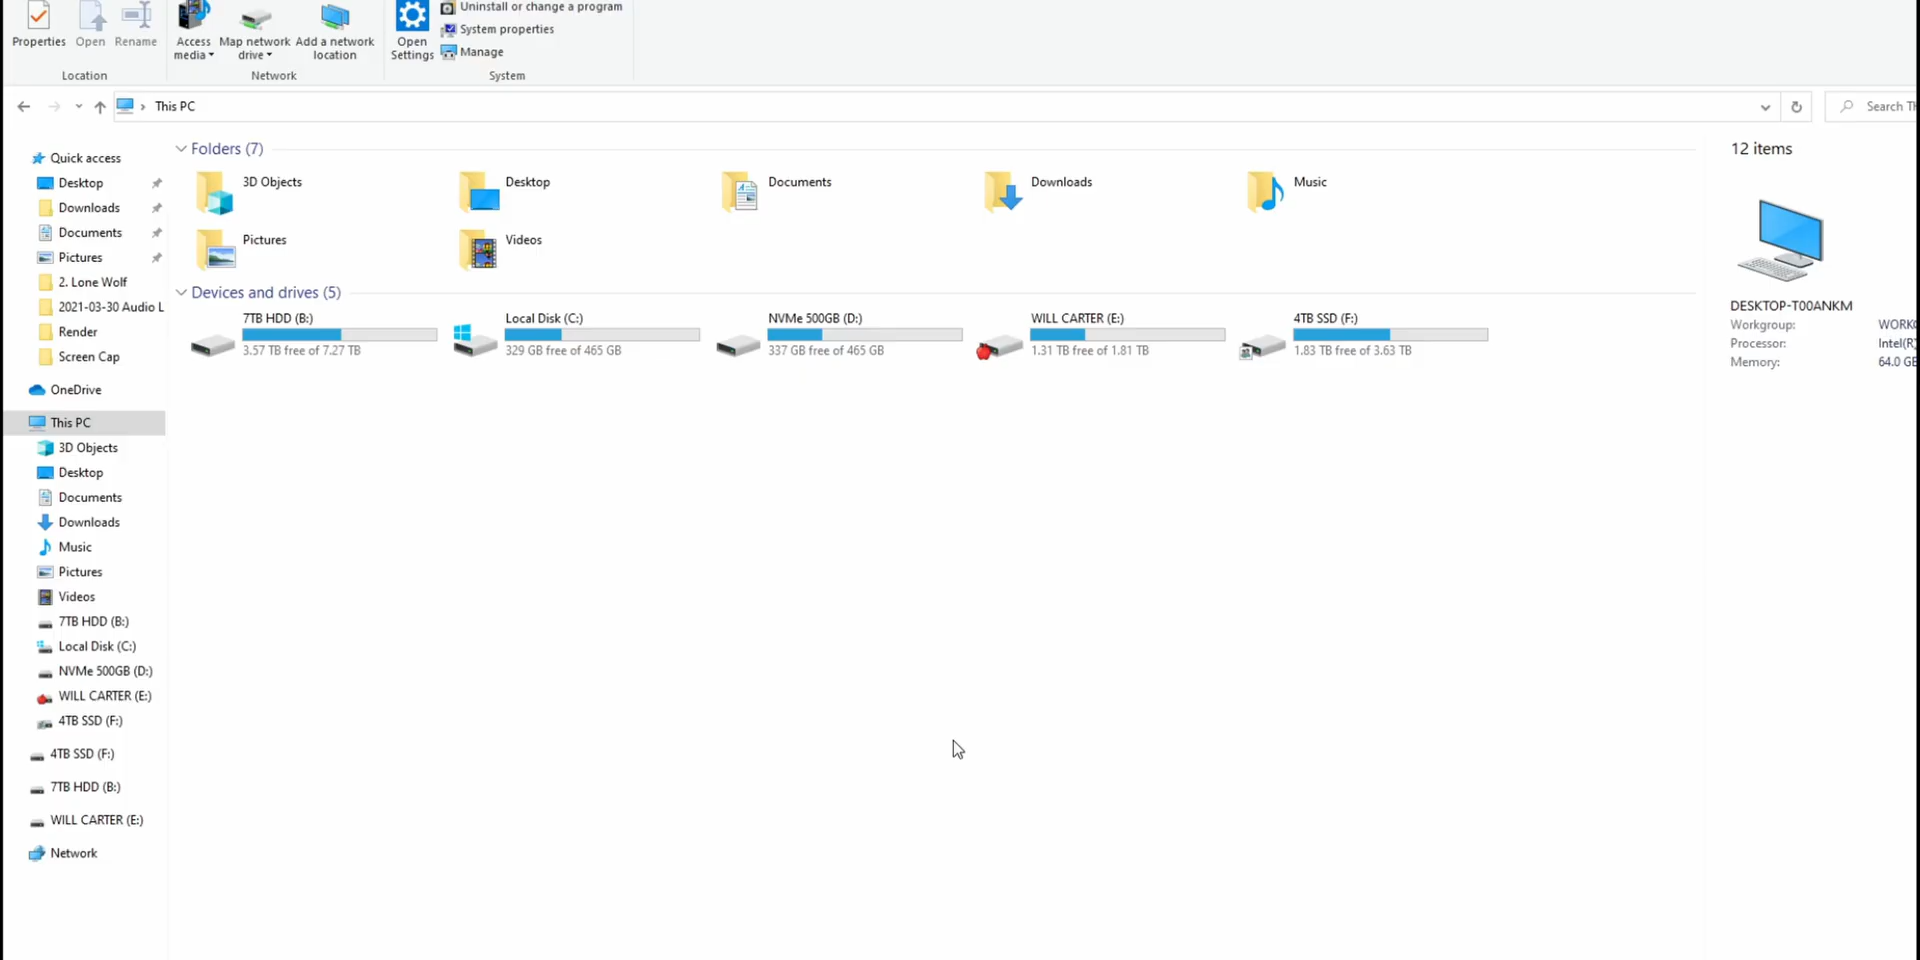 Uninstall or change a program
System properties
Manage
Properties Open Rename
Access media
Map network drive
Add a network location
Open Settings
Location
Network
System
This PC
Search
Quick access
Desktop
Downloads
Documents
Pictures
2. Lone Wolf
2021-03-30 Audio L
Render
Screen Cap
OneDrive
This PC
3D Objects
Desktop
Documents
Downloads
Music
Pictures
Videos
7TB HDD (B:)
Local Disk (C:)
NVMe 500GB (D:)
WILL CARTER (E:)
4TB SSD (F:)
4TB SSD (F:)
7TB HDD (B:)
WILL CARTER (E:)
Network
Folders (7)
3D Objects
Desktop
Documents
Downloads
Music
Pictures
Videos
Devices and drives (5)
7TB HDD (B:)
3.57 TB free of 7.27 TB
Local Disk (C:)
329 GB free of 465 GB
NVMe 500GB (D:)
337 GB free of 465 GB
WILL CARTER (E:)
1.31 TB free of 1.81 TB
4TB SSD (F:)
1.83 TB free of 3.63 TB
12 items
DESKTOP-T00ANKM
Workgroup: WORK
Processor: Intel(R)
Memory: 64.0 GB